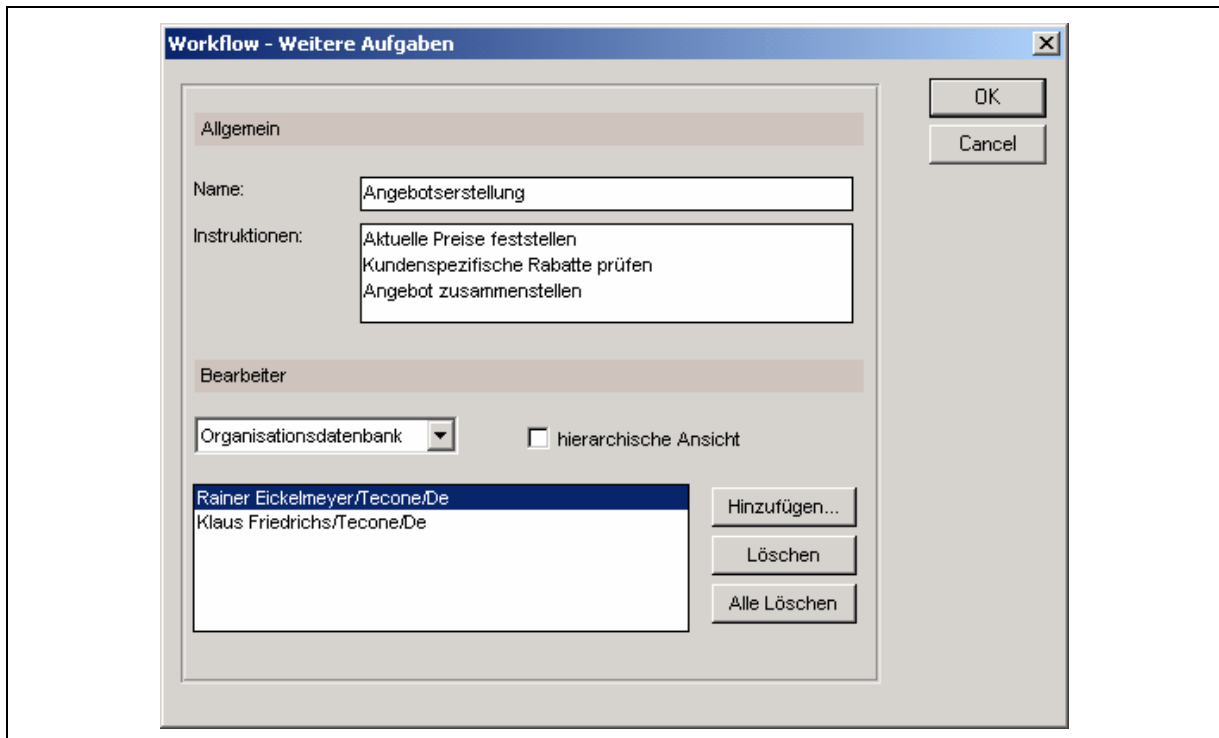 Workflow - Weitere Aufgaben
OK
Cancel
Allgemein
Name:
Angebotserstellung
Instruktionen:
Aktuelle Preise feststellen
Kundenspezifische Rabatte prüfen
Angebot zusammenstellen
Bearbeiter
Organisationsdatenbank
hierarchische Ansicht
Rainer Eickelmeyer/Tecone/De
Klaus Friedrichs/Tecone/De
Hinzufügen...
Löschen
Alle Löschen